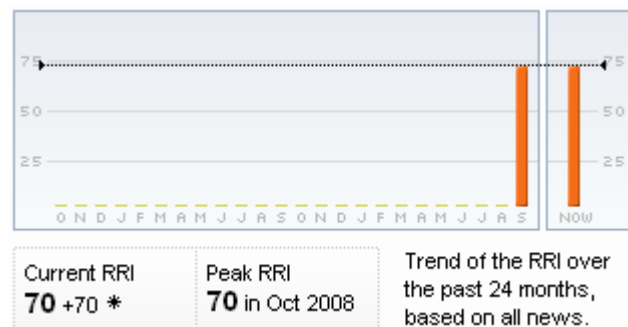 75 75
50 50
25 25
O N D J F M A M J J A S O N D J F M A M J J A S NOW
Current RRI
70 +70 *
Peak RRI
70 in Oct 2008
Trend of the RRI over
the past 24 months,
based on all news.